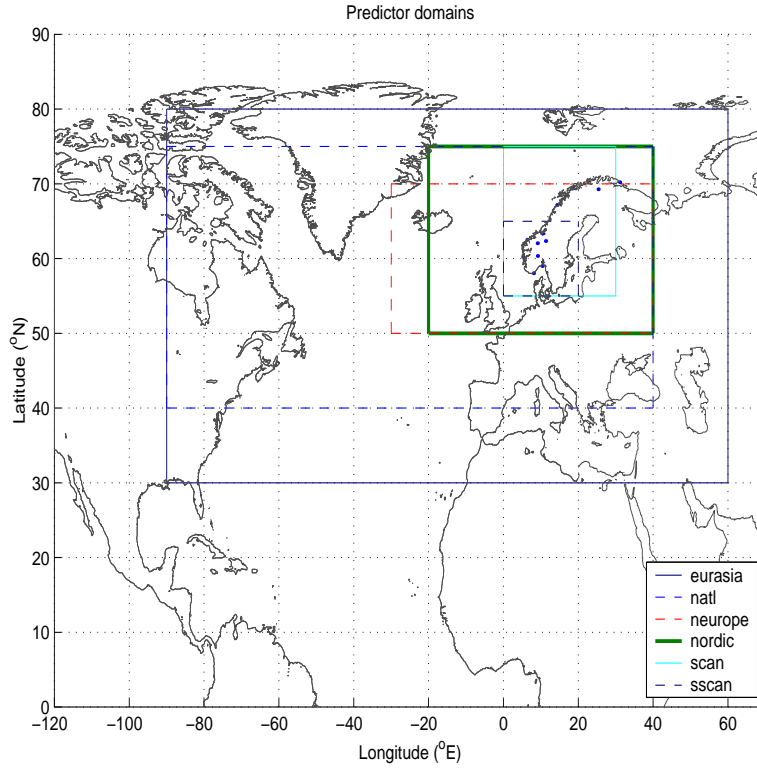 Predictor domains
90
80
70
60
50
40
30
20
10
0
Latitude (°N)
−120 −100 −80 −60 −40 −20 0 20 40 60
Longitude (°E)
eurasia
natl
neurope
nordic
scan
sscan